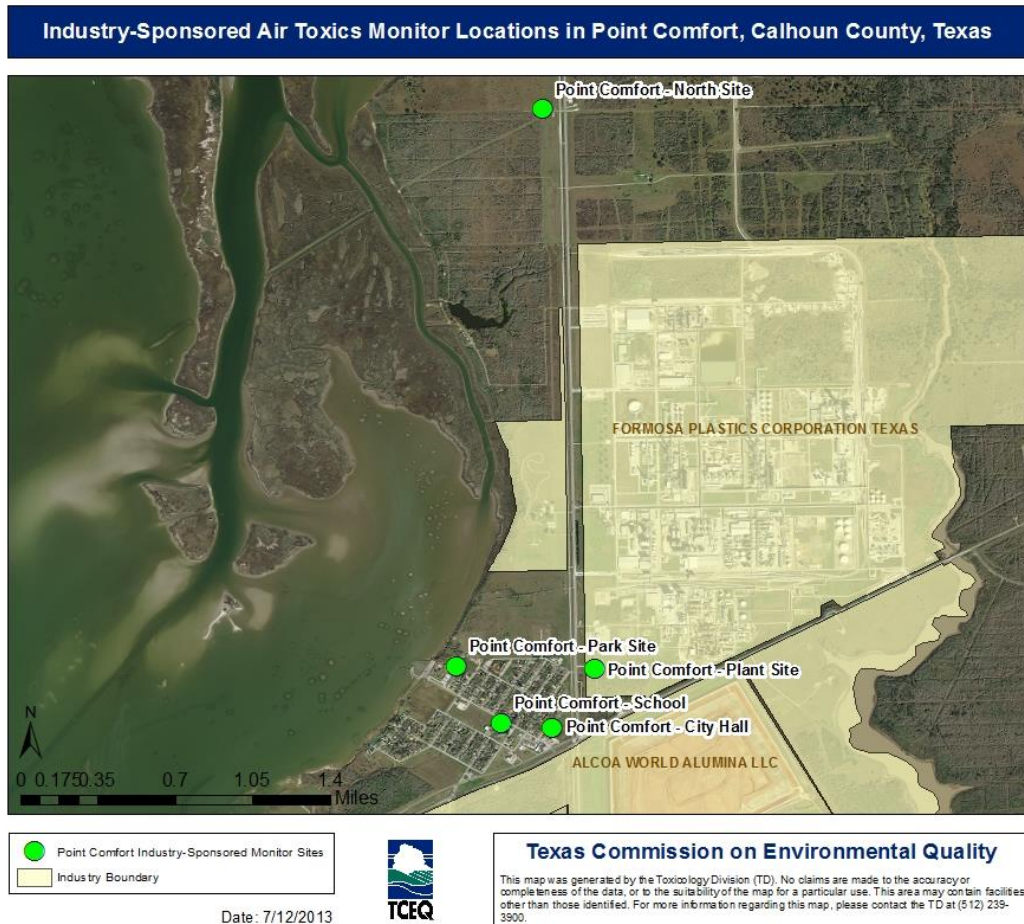 Industry-Sponsored Air Toxics Monitor Locations in Point Comfort, Calhoun County, Texas
Point Comfort - North Site
FORMOSA PLASTICS CORPORATION TEXAS
Point Comfort - Park Site
Point Comfort - Plant Site
Point Comfort - School
Point Comfort - City Hall
ALCOA WORLD ALUMINA LLC
N
0 0.175 0.35 0.7 1.05 1.4
Miles
Point Comfort Industry-Sponsored Monitor Sites
Industry Boundary
Date: 7/12/2013
TCEQ
Texas Commission on Environmental Quality
This map was generated by the Toxicology Division (TD). No claims are made to the accuracy or
completeness of the data, or to the suitability of the map for a particular use. This area may contain facilities
other than those identified. For more information regarding this map, please contact the TD at (512) 239-
3900.